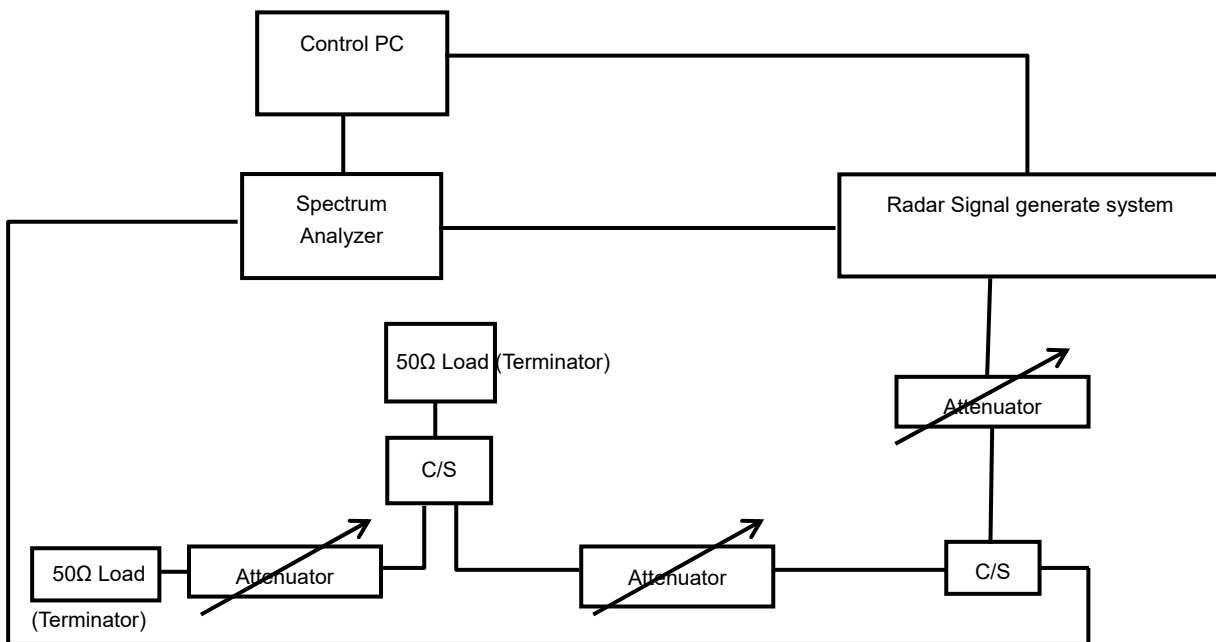 Control PC
Spectrum
Analyzer
Radar Signal generate system
50Ω Load (Terminator)
Attenuator
C/S
50Ω Load
(Terminator)
Attenuator
Attenuator
C/S